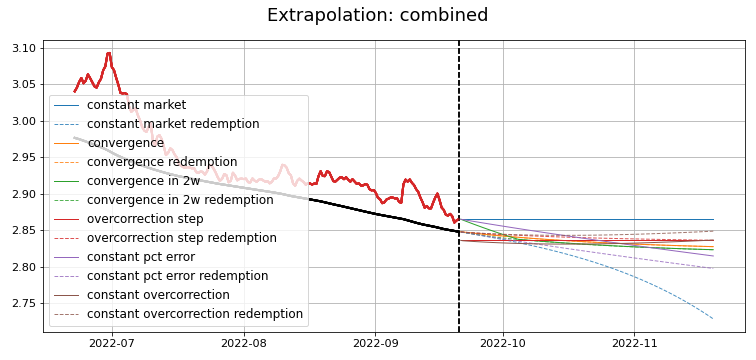 Extrapolation: combined
3.10
3.05
3.00
2.95
2.90
2.85
2.80
2.75
constant market
constant market redemption
convergence
convergence redemption
convergence in 2w
convergence in 2w redemption
overcorrection step
overcorrection step redemption
constant pct error
constant pct error redemption
constant overcorrection
constant overcorrection redemption
2022-07
2022-08
2022-09
2022-10
2022-11